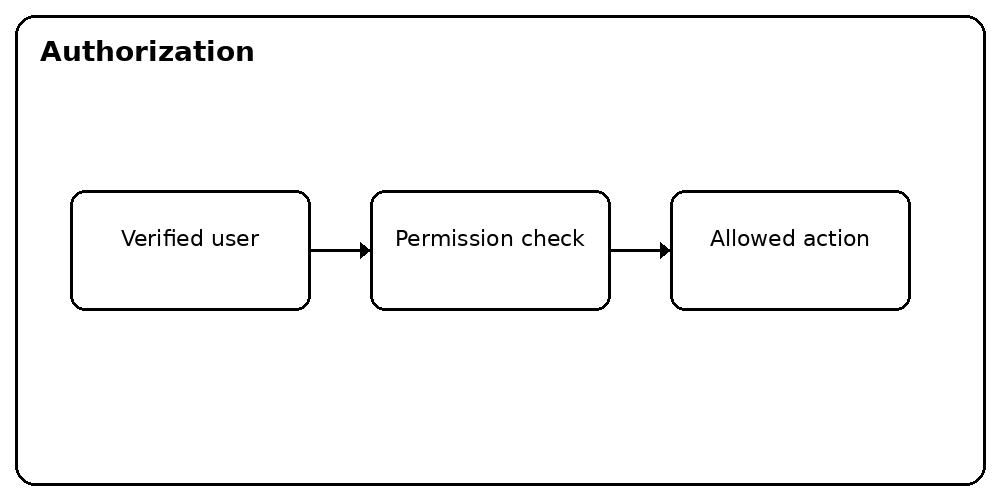 Authorization
Verified user
Permission check
Allowed action